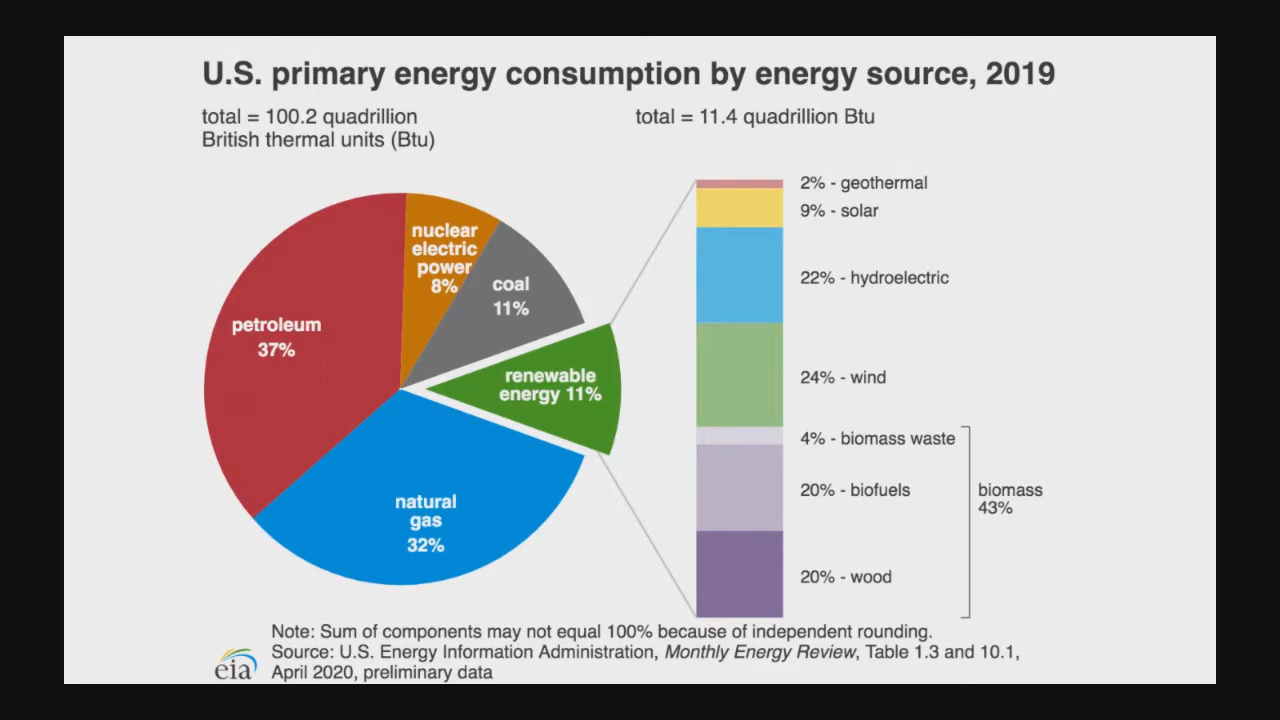 U.S. primary energy consumption by energy source, 2019
total = 100.2 quadrillion
British thermal units (Btu)
total = 11.4 quadrillion Btu
nuclear
electric
power
8%
coal
11%
petroleum
37%
renewable
energy 11%
natural
gas
32%
2% - geothermal
9% - solar
22% - hydroelectric
24% - wind
4% - biomass waste
20% - biofuels
20% - wood
biomass
43%
Note: Sum of components may not equal 100% because of independent rounding.
Source: U.S. Energy Information Administration, Monthly Energy Review, Table 1.3 and 10.1,
April 2020, preliminary data
eia